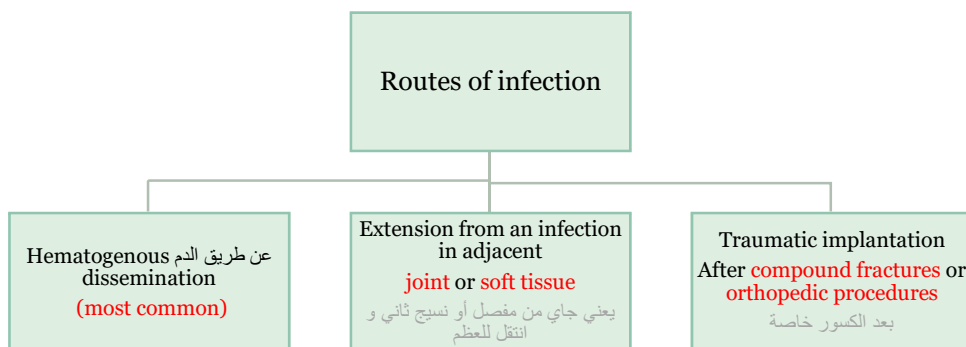 Routes of infection
Hematogenous عن طريق الدم
dissemination
(most common)
Extension from an infection
in adjacent
joint or soft tissue
يعني جاي من مفصل أو نسيج ثاني و
انتقل للعظم
Traumatic implantation
After compound fractures or
orthopedic procedures
بعد الكسور خاصة